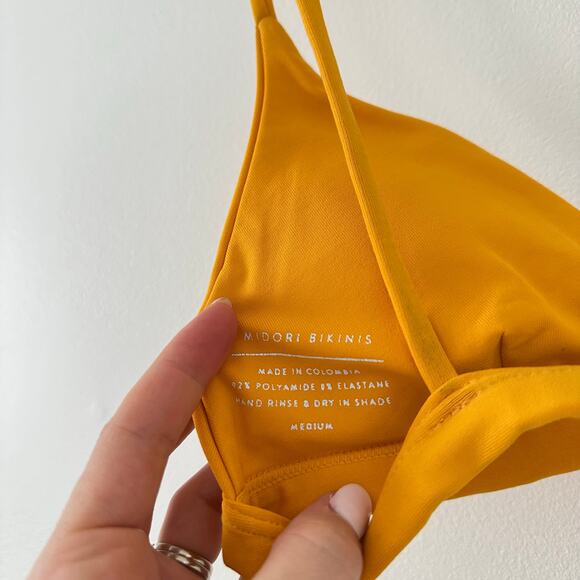 MIDORI BIKINIS
MADE IN COLOMBIA
92% POLYAMIDE 8% ELASTANE
HAND RINSE & DRY IN SHADE
MEDIUM